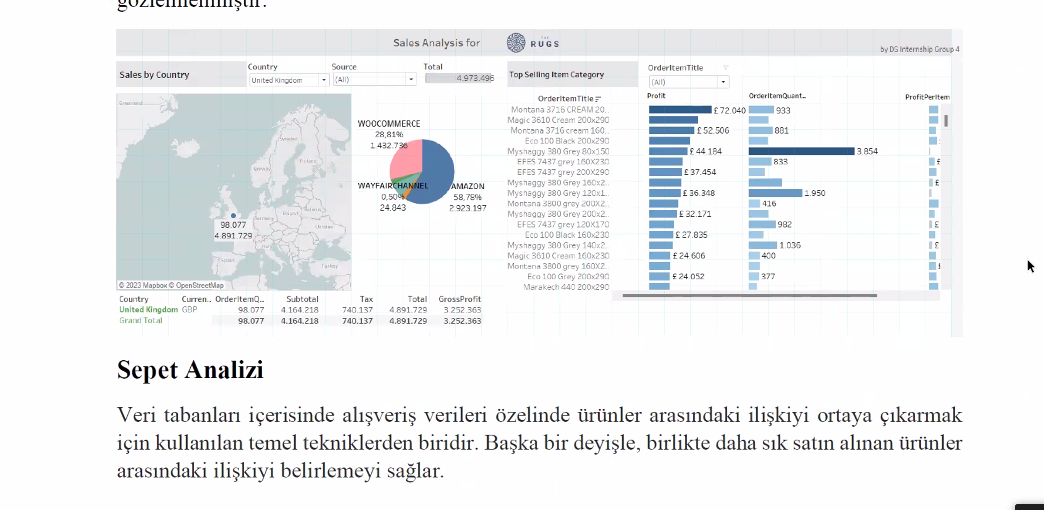 gözlemlenmiştir.
Sales Analysis for
THE
RUGS
by DS Internship Group 4
Sales by Country
Country
United Kingdom
Source
(All)
Total
4.973.496
Top Selling Item Category
OrderItemTitle
(All)
WOOCOMMERCE
28,81%
1.432.736
WAYFAIRCHANNEL
0,50%
24.843
AMAZON
58,78%
2.923.197
98.077
4.891.729
© 2023 Mapbox © OpenStreetMap
Country Curren.. OrderItemQ.. Subtotal Tax Total GrossProfit
United Kingdom GBP 98.077 4.164.218 740.137 4.891.729 3.252.363
Grand Total 98.077 4.164.218 740.137 4.891.729 3.252.363
OrderItemTitle Profit OrderItemQuant.. ProfitPerItem
Montana 3716 CREAM 20.. £ 72.040 933
Magic 3610 Cream 200x290
Montana 3716 cream 160.. £ 52.506 881
Eco 100 Black 200x290
Myshaggy 380 Grey 80x150 £ 44.184 3.854
EFES 7437 grey 160X230 833
EFES 7437 grey 200X290 £ 37.454
Myshaggy 380 Grey 160x2..
Myshaggy 380 Grey 120x1.. £ 36.348 1.950
Montana 3800 grey 200X2.. 416
Myshaggy 380 Grey 200x2.. £ 32.171
EFES 7437 grey 120X170 982
Eco 100 Black 160x230 £ 27.835
Myshaggy 380 Grey 140x2.. 1.036
Magic 3610 Cream 160x230 £ 24.606 400
Montana 3800 grey 160X2..
Eco 100 Grey 200x290 £ 24.052 377
Marakech 440 200x290
Sepet Analizi
Veri tabanları içerisinde alışveriş verileri özelinde ürünler arasındaki ilişkiyi ortaya çıkarmak
için kullanılan temel tekniklerden biridir. Başka bir deyişle, birlikte daha sık satın alınan ürünler
arasındaki ilişkiyi belirlemeyi sağlar.